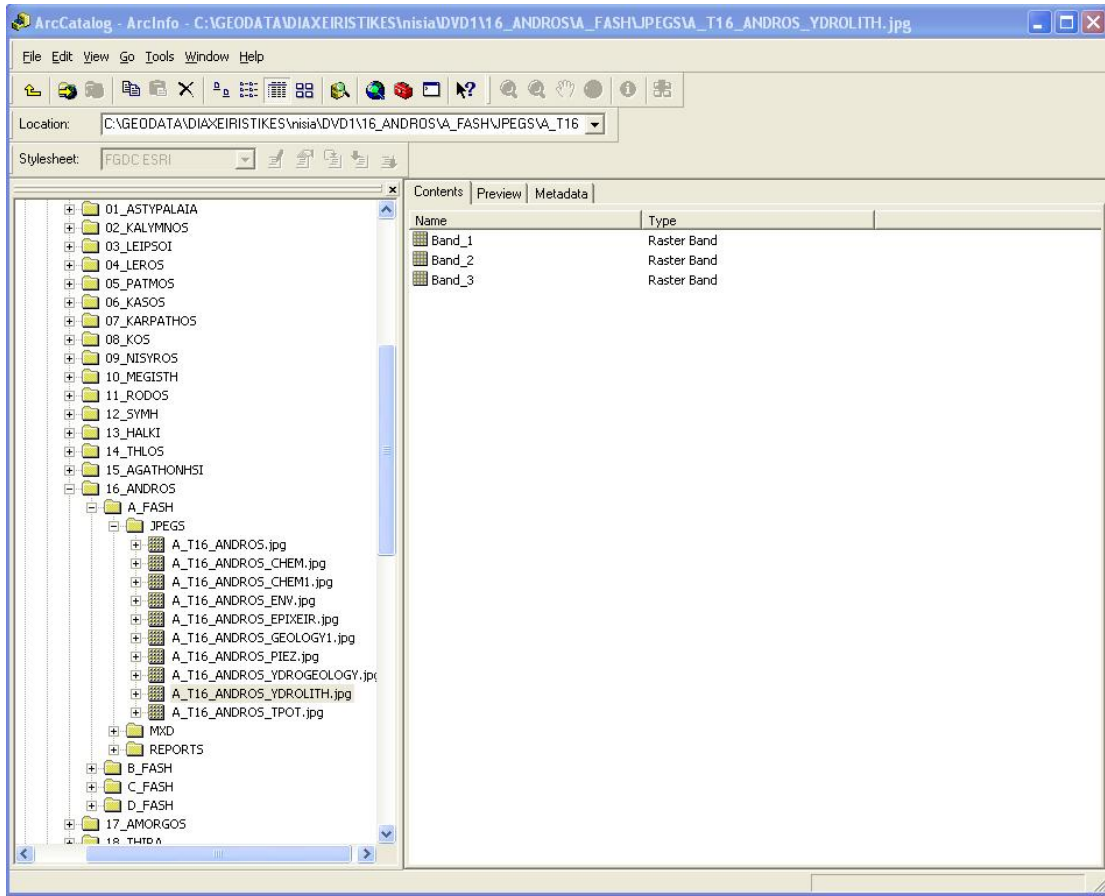 ArcCatalog - ArcInfo - C:\GEODATA\DIAXEIRISTIKES\nisia\DVD1\16_ANDROS\A_FASH\JPEGS\A_T16_ANDROS_YDROLITH.jpg
File Edit View Go Tools Window Help
Location: C:\GEODATA\DIAXEIRISTIKES\nisia\DVD1\16_ANDROS\A_FASH\JPEGS\A_T16
Stylesheet: FGDC ESRI
Contents Preview Metadata
Name Type
Band_1 Raster Band
Band_2 Raster Band
Band_3 Raster Band
01_ASTYPALAIA
02_KALYMNOS
03_LEIPSOI
04_LEROS
05_PATMOS
06_KASOS
07_KARPATHOS
08_KOS
09_NISYROS
10_MEGISTH
11_RODOS
12_SYMH
13_HALKI
14_THLOS
15_AGATHONHSI
16_ANDROS
A_FASH
JPEGS
A_T16_ANDROS.jpg
A_T16_ANDROS_CHEM.jpg
A_T16_ANDROS_CHEM1.jpg
A_T16_ANDROS_ENV.jpg
A_T16_ANDROS_EPIXEIR.jpg
A_T16_ANDROS_GEOLOGY1.jpg
A_T16_ANDROS_PIEZ.jpg
A_T16_ANDROS_YDROGEOLOGY.jpg
A_T16_ANDROS_YDROLITH.jpg
A_T16_ANDROS_TPOT.jpg
MXD
REPORTS
B_FASH
C_FASH
D_FASH
17_AMORGOS
18_THIRA